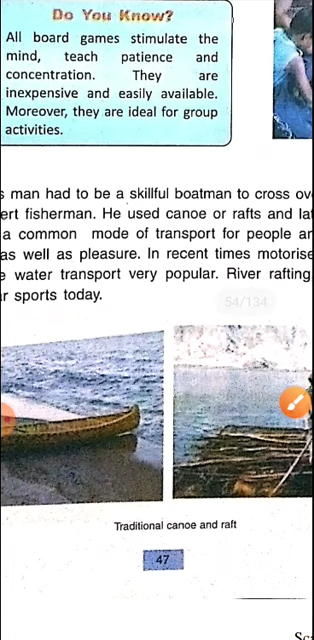 Do You Know?
All board games stimulate the
mind, teach patience and
concentration. They are
inexpensive and easily available.
Moreover, they are ideal for group
activities.
s man had to be a skillful boatman to cross ov
ert fisherman. He used canoe or rafts and lat
a common mode of transport for people an
as well as pleasure. In recent times motorise
e water transport very popular. River rafting
r sports today.
54/134
Traditional canoe and raft
47